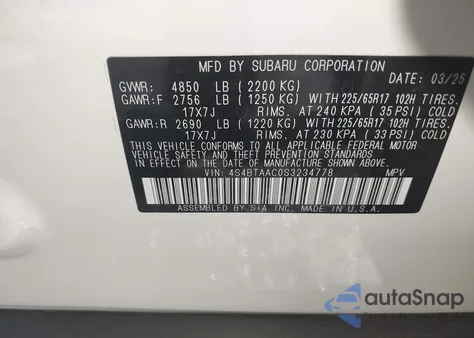 MFD BY SUBARU CORPORATION DATE: 03/25
GVWR: 4850 LB (2200 KG)
GAWR:F 2756 LB (1250 KG) WITH 225/65R17 102H TIRES.
17X7J RIMS. AT 240 KPA ( 35 PSI) COLD
GAWR:R 2690 LB (1220 KG) WITH 225/65R17 102H TIRES.
17X7J RIMS. AT 230 KPA ( 33 PSI) COLD
THIS VEHICLE CONFORMS TO ALL APPLICABLE FEDERAL MOTOR
VEHICLE SAFETY, BUMPER, AND THEFT PREVENTION STANDARDS
IN EFFECT ON THE DATE OF MANUFACTURE SHOWN ABOVE.
VIN: 4S4BTAAC0S3234778 MPV
ASSEMBLED BY SIA INC. MADE IN U.S.A.
autoSnap